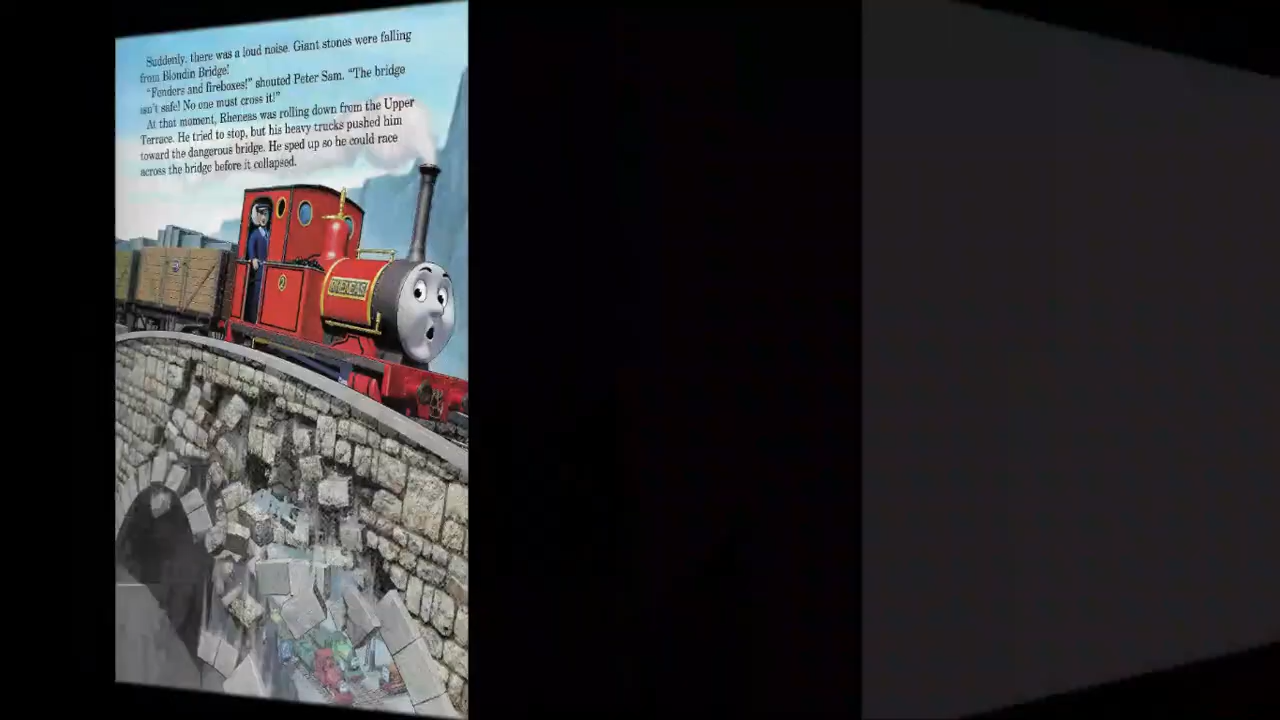 Suddenly, there was a loud noise. Giant stones were falling
from Blondin Bridge!
"Fenders and fireboxes!" shouted Peter Sam. "The bridge
isn't safe! No one must cross it!"
At that moment, Rheneas was rolling down from the Upper
Terrace. He tried to stop, but his heavy trucks pushed him
toward the dangerous bridge. He sped up so he could race
across the bridge before it collapsed.
RHENEAS
2